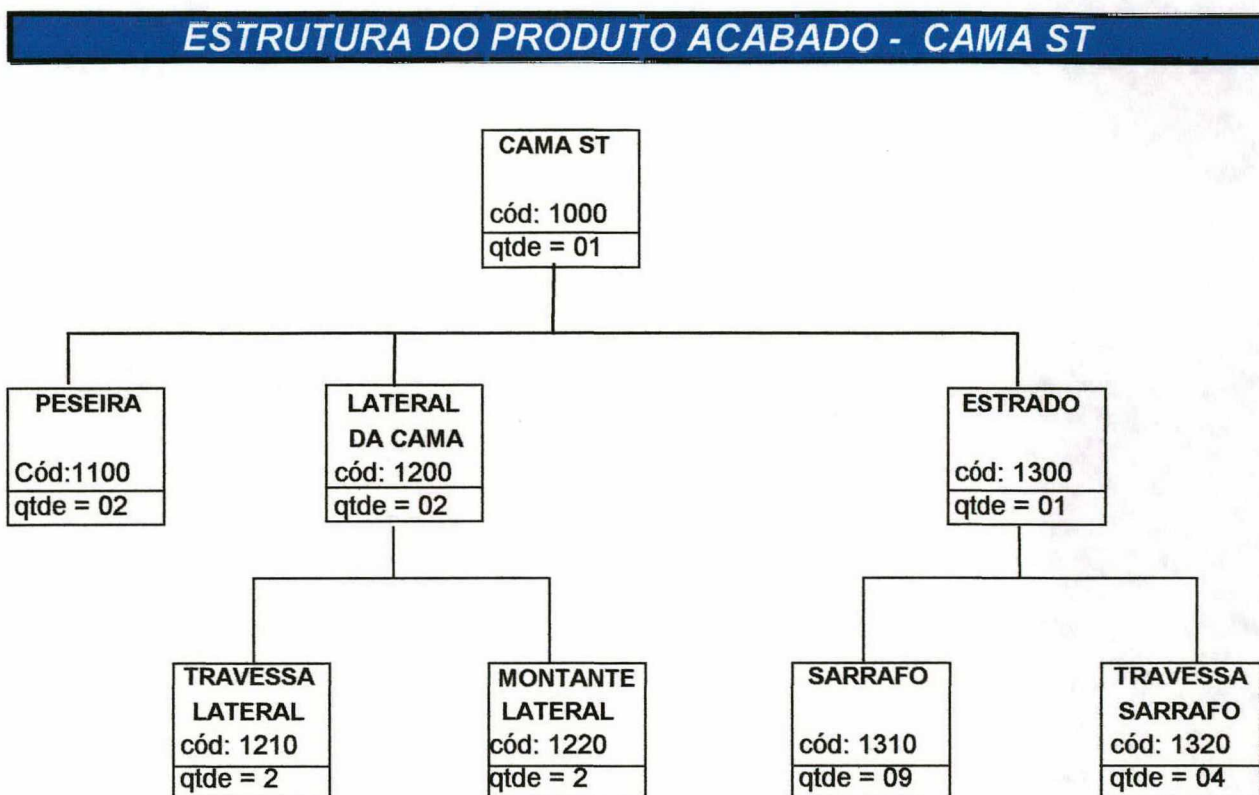 ESTRUTURA DO PRODUTO ACABADO - CAMA ST
CAMA ST
cód: 1000
qtde = 01
PESEIRA
Cód:1100
qtde = 02
LATERAL
DA CAMA
cód: 1200
qtde = 02
ESTRADO
cód: 1300
qtde = 01
TRAVESSA
LATERAL
cód: 1210
qtde = 2
MONTANTE
LATERAL
cód: 1220
qtde = 2
SARRAFO
cód: 1310
qtde = 09
TRAVESSA
SARRAFO
cód: 1320
qtde = 04